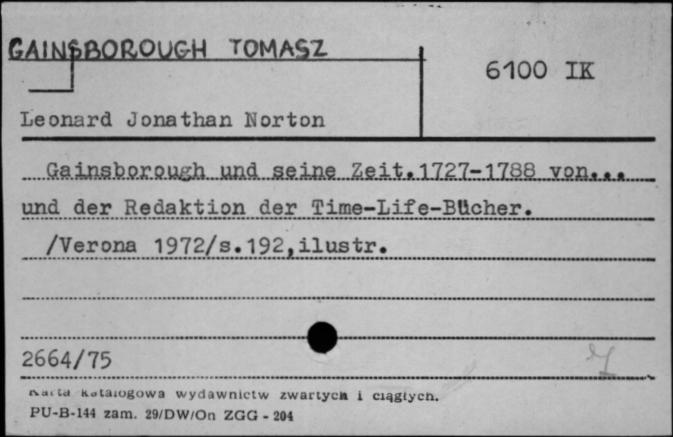 GAINSBOROUGH TOMASZ
6100 IK
Leonard Jonathan Norton
Gainsborough und seine Zeit.1727-1788 von...
und der Redaktion der Time-Life-Bücher.
/Verona 1972/s.192,ilustr.
2664/75
Karta katalogowa wydawnictw zwartych i ciągłych.
PU-B-144 zam. 29/DW/On ZGG - 204